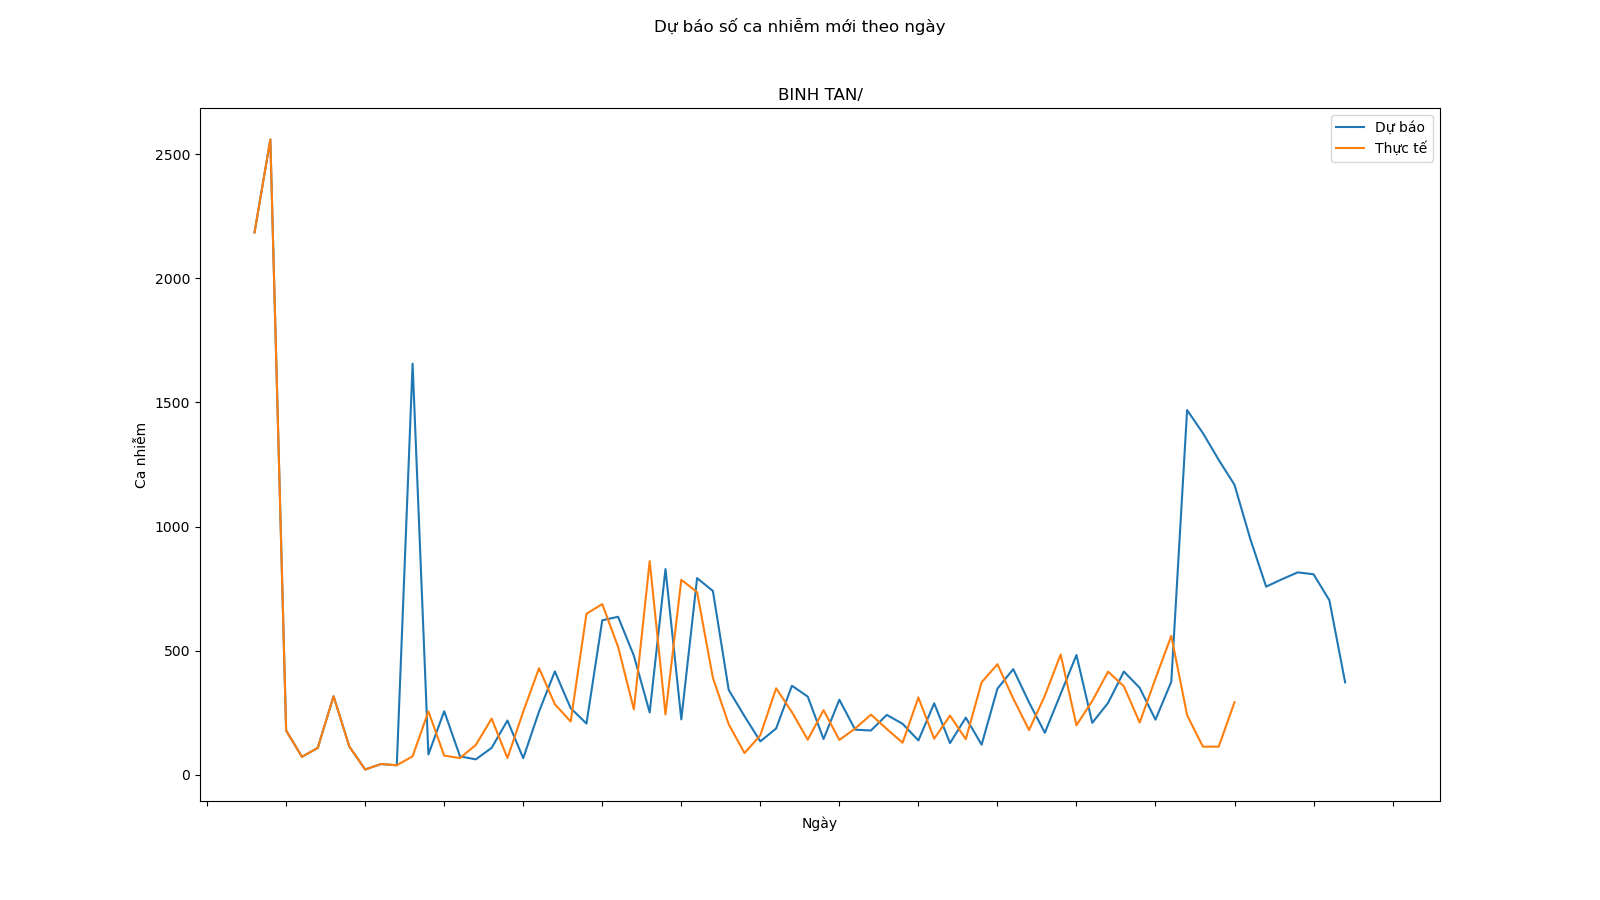 Dự báo số ca nhiễm mới theo ngày
BINH TAN/
Dự báo
Thực tế
2500
2000
1500
1000
500
0
Ca nhiễm
Ngày